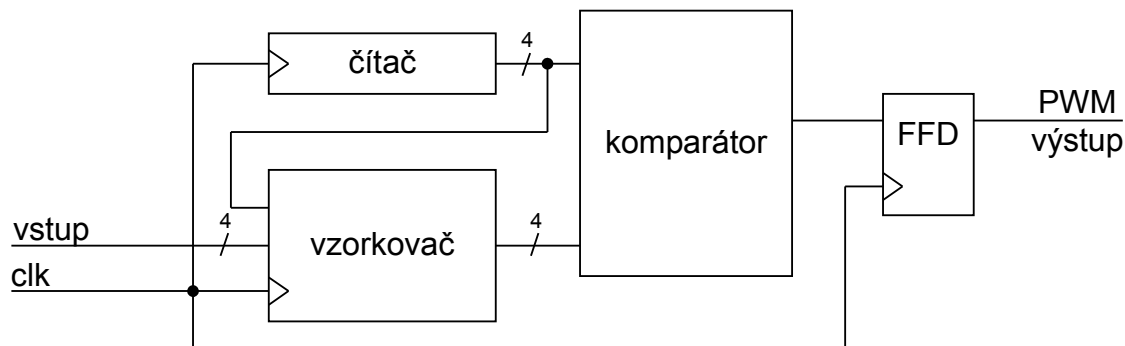 4
čítač
PWM
komparátor
FFD
výstup
vstup
4
4
vzorkovač
clk